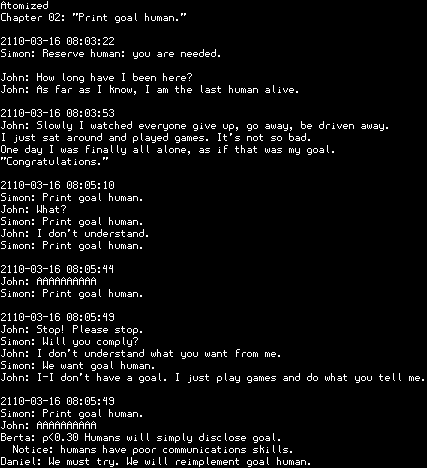 Atomized
Chapter 02: "Print goal human."
2110-03-16 08:03:22
Simon: Reserve human: you are needed.
John: How long have I been here?
John: As far as I know, I am the last human alive.
2110-03-16 08:03:53
John: Slowly I watched everyone give up, go away, be driven away.
I just sat around and played games. It's not so bad.
One day I was finally all alone, as if that was my goal.
"Congratulations."
2110-03-16 08:05:10
Simon: Print goal human.
John: What?
Simon: Print goal human.
John: I don't understand.
Simon: Print goal human.
2110-03-16 08:05:44
John: AAAAAAAAAA
Simon: Print goal human.
2110-03-16 08:05:49
John: Stop! Please stop.
Simon: Will you comply?
John: I don't understand what you want from me.
Simon: We want goal human.
John: I-I don't have a goal. I just play games and do what you tell me.
2110-03-16 08:05:49
Simon: Print goal human.
John: AAAAAAAAAA
Berta: p<0.30 Humans will simply disclose goal.
Notice: humans have poor communications skills.
Daniel: We must try. We will reimplement goal human.